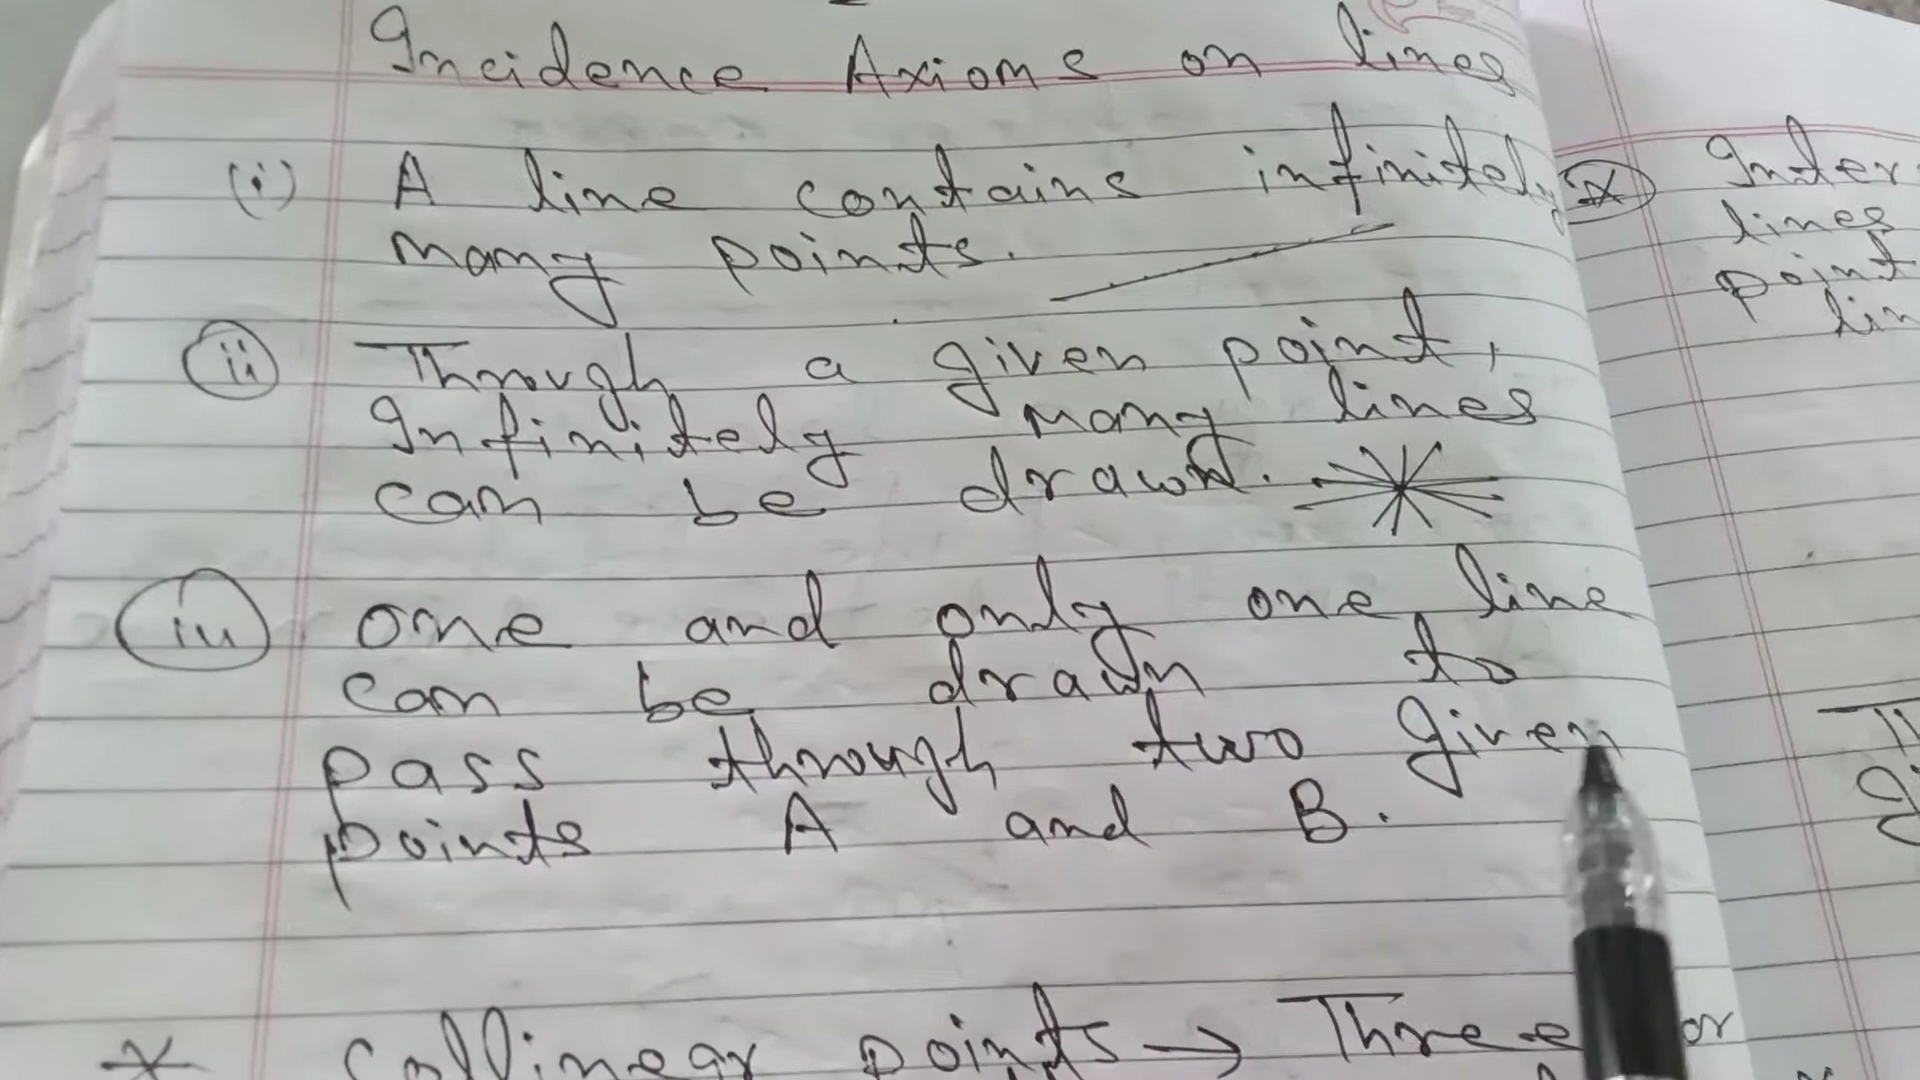 Incidence Axioms on lines
(i) A line contains infinitely
many points.
(ii) Through a given point,
Infinitely many lines
can be drawn.
(iii) one and only one line
can be drawn to
pass through two given
points A and B.
* Collinear points → Three or
Inter
lines
point
lin